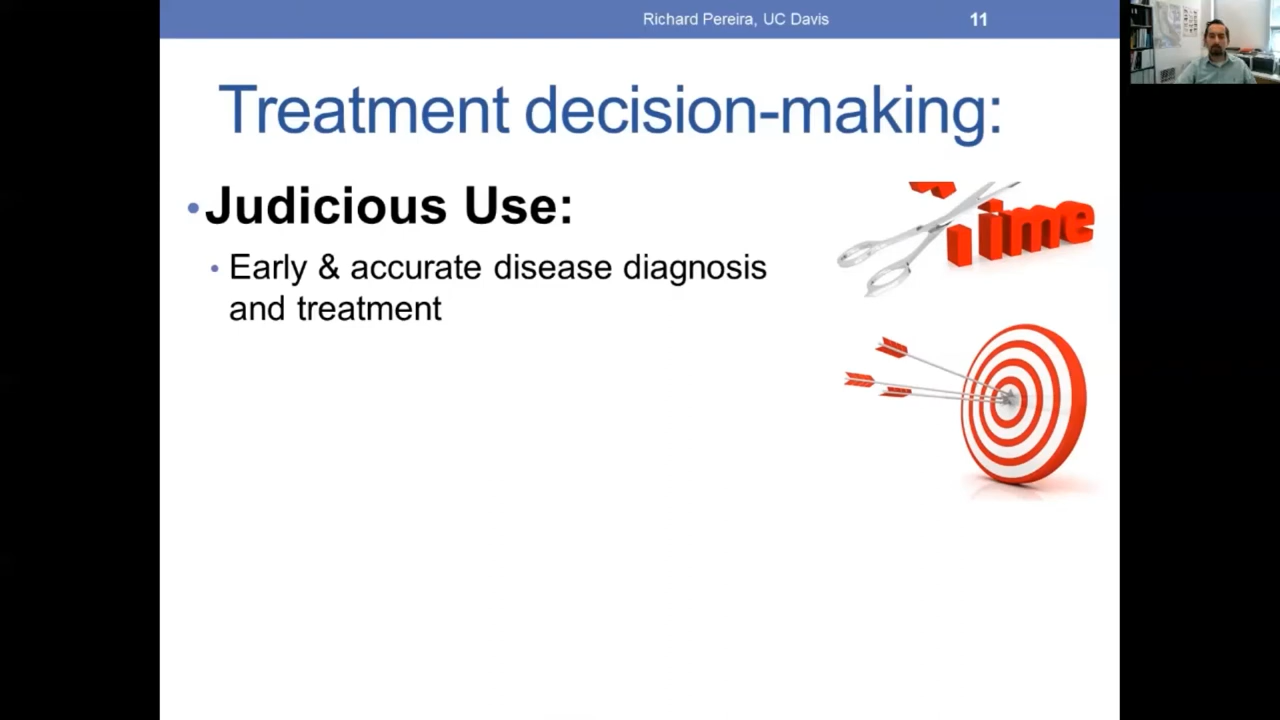 Richard Pereira, UC Davis 11
Treatment decision-making:
•Judicious Use:
• Early & accurate disease diagnosis
and treatment
Time